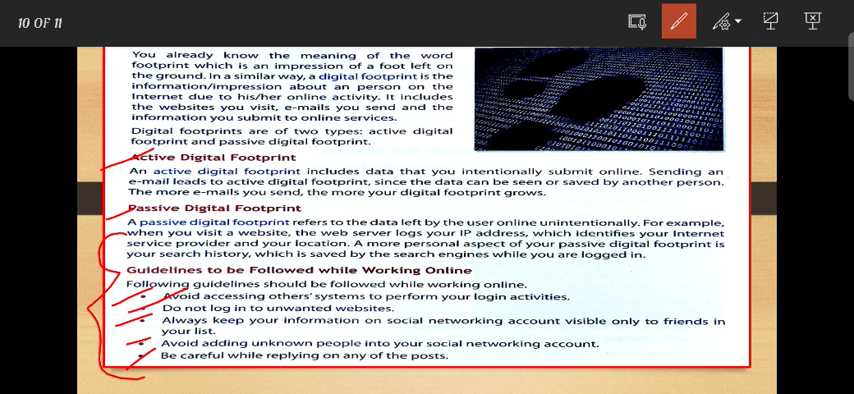 10 OF 11
You already know the meaning of the word
footprint which is an impression of a foot left on
the ground. In a similar way, a digital footprint is the
information/impression about an person on the
Internet due to his/her online activity. It includes
the websites you visit, e-mails you send and the
information you submit to online services.
Digital footprints are of two types: active digital
footprint and passive digital footprint.
Active Digital Footprint
An active digital footprint includes data that you intentionally submit online. Sending an
e-mail leads to active digital footprint, since the data can be seen or saved by another person.
The more e-mails you send, the more your digital footprint grows.
Passive Digital Footprint
A passive digital footprint refers to the data left by the user online unintentionally. For example,
when you visit a website, the web server logs your IP address, which identifies your Internet
service provider and your location. A more personal aspect of your passive digital footprint is
your search history, which is saved by the search engines while you are logged in.
Guidelines to be Followed while Working Online
Following guidelines should be followed while working online.
• Avoid accessing others' systems to perform your login activities.
• Do not log in to unwanted websites.
• Always keep your information on social networking account visible only to friends in
your list.
• Avoid adding unknown people into your social networking account.
• Be careful while replying on any of the posts.